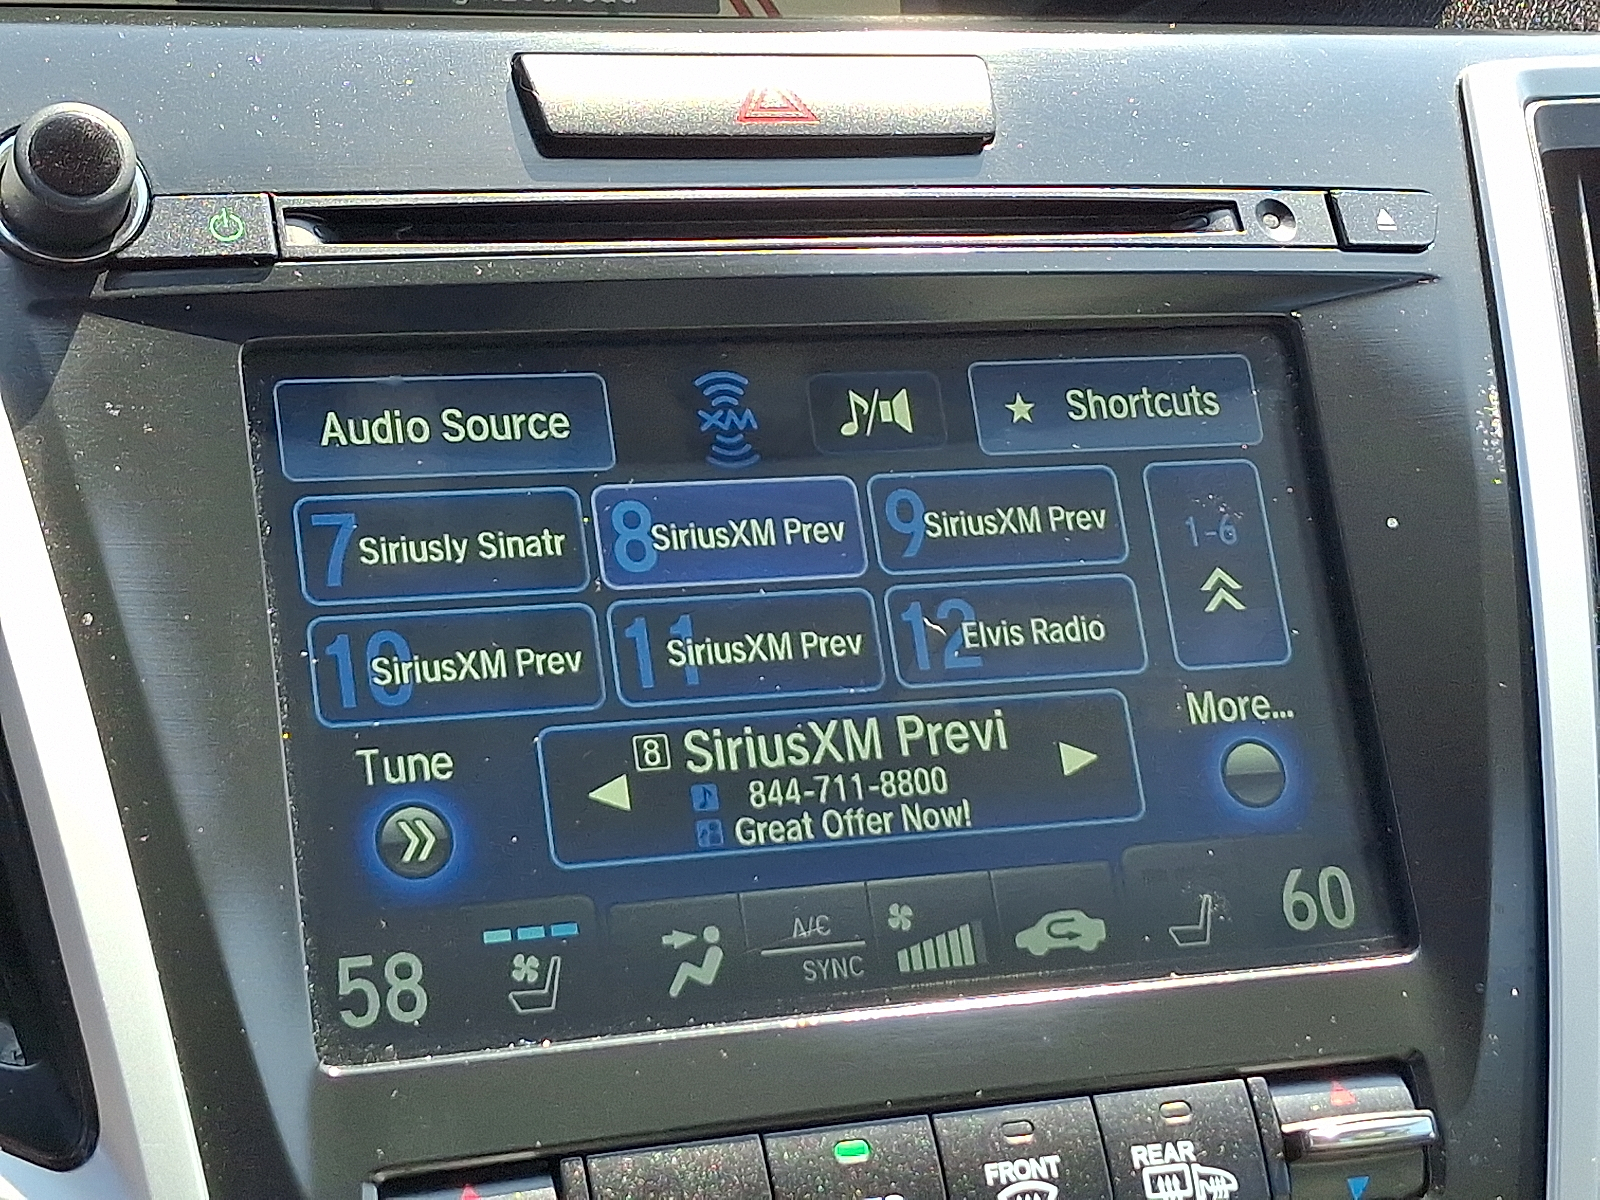 Audio Source
XM
Shortcuts
7 Siriusly Sinatr
8 SiriusXM Prev
9 SiriusXM Prev
1-6
10 SiriusXM Prev
11 SiriusXM Prev
12 Elvis Radio
Tune
8 SiriusXM Previ
844-711-8800
Great Offer Now!
More...
58
A/C
SYNC
60
FRONT
REAR